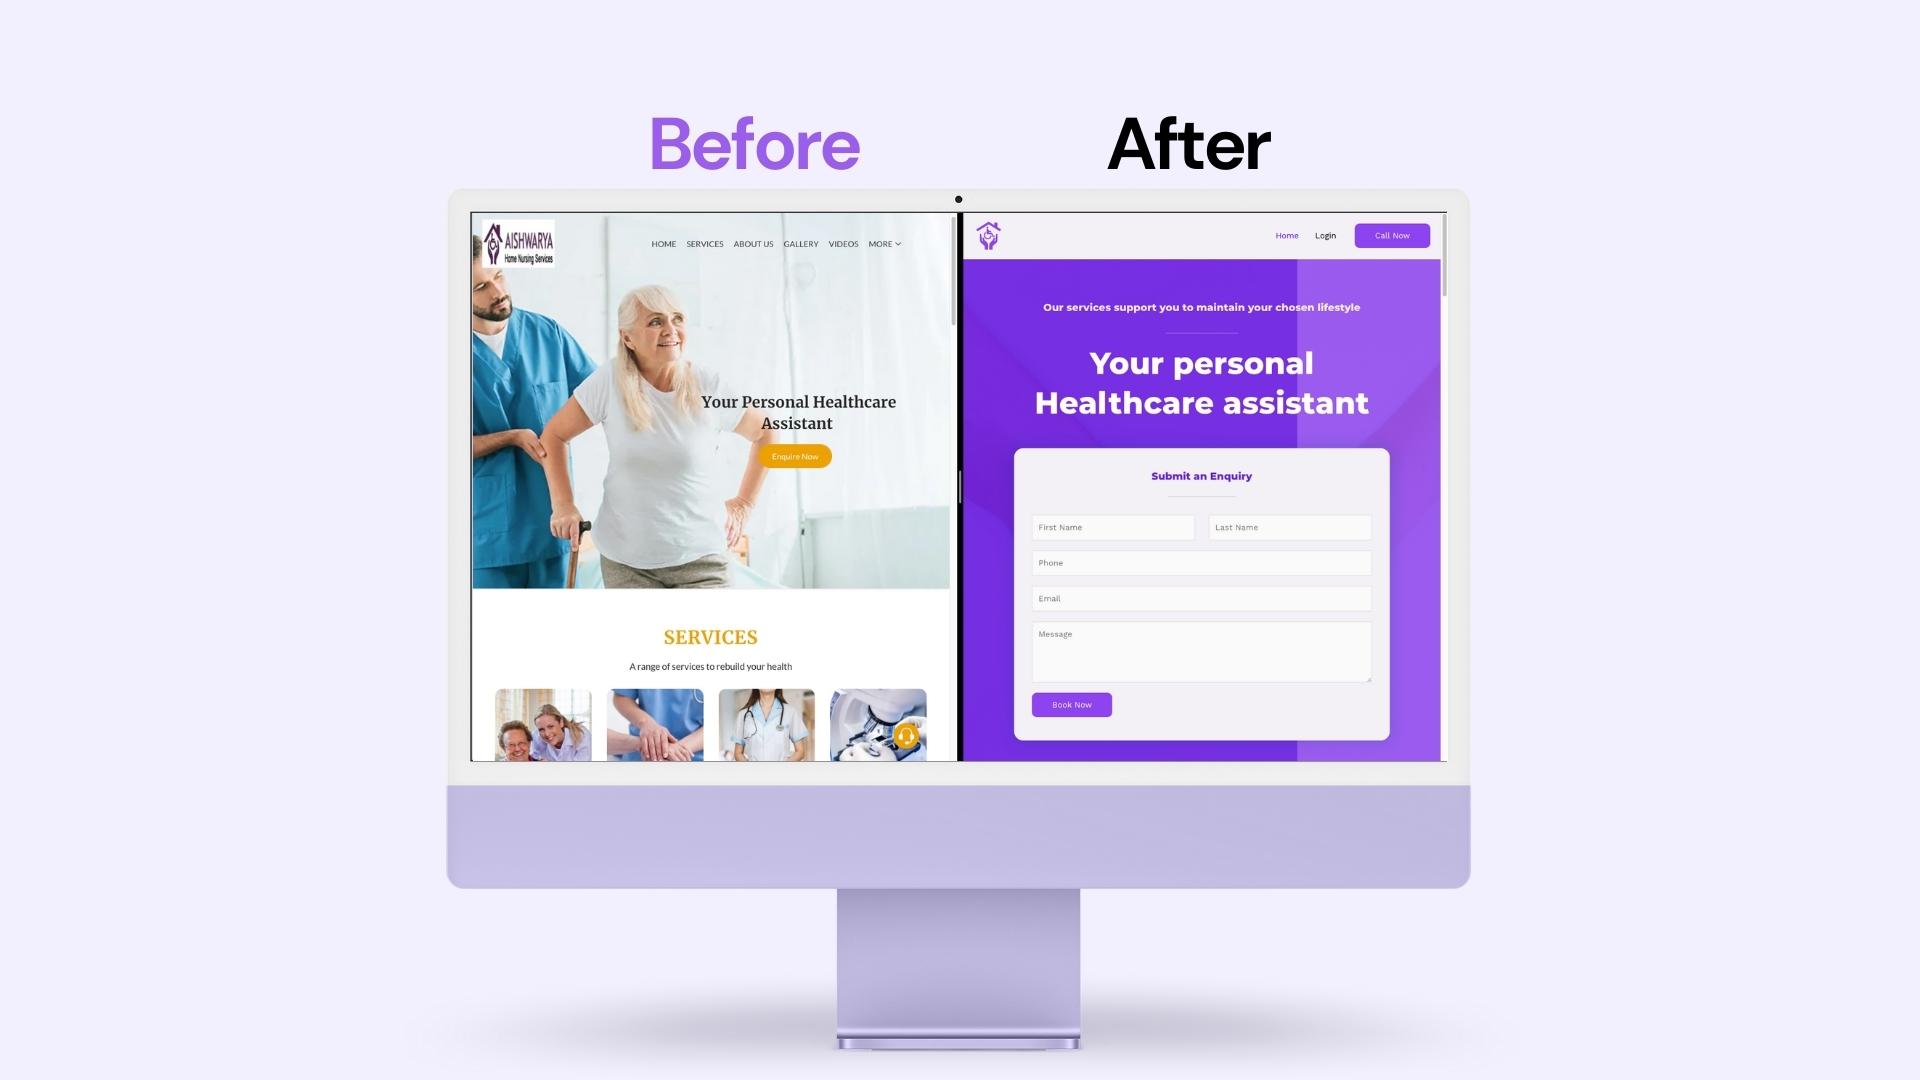 Before
After
AISHWARYA
Home Nursing Services
HOME SERVICES ABOUT US GALLERY VIDEOS MORE
Your Personal Healthcare
Assistant
Enquire Now
SERVICES
A range of services to rebuild your health
Home Login Call Now
Our services support you to maintain your chosen lifestyle
Your personal
Healthcare assistant
Submit an Enquiry
First Name Last Name
Phone
Email
Message
Book Now